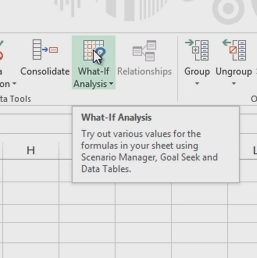 Consolidate What-If Relationships Group Ungroup
Analysis
ta Tools
What-If Analysis
Try out various values for the
formulas in your sheet using
Scenario Manager, Goal Seek and
Data Tables.
H